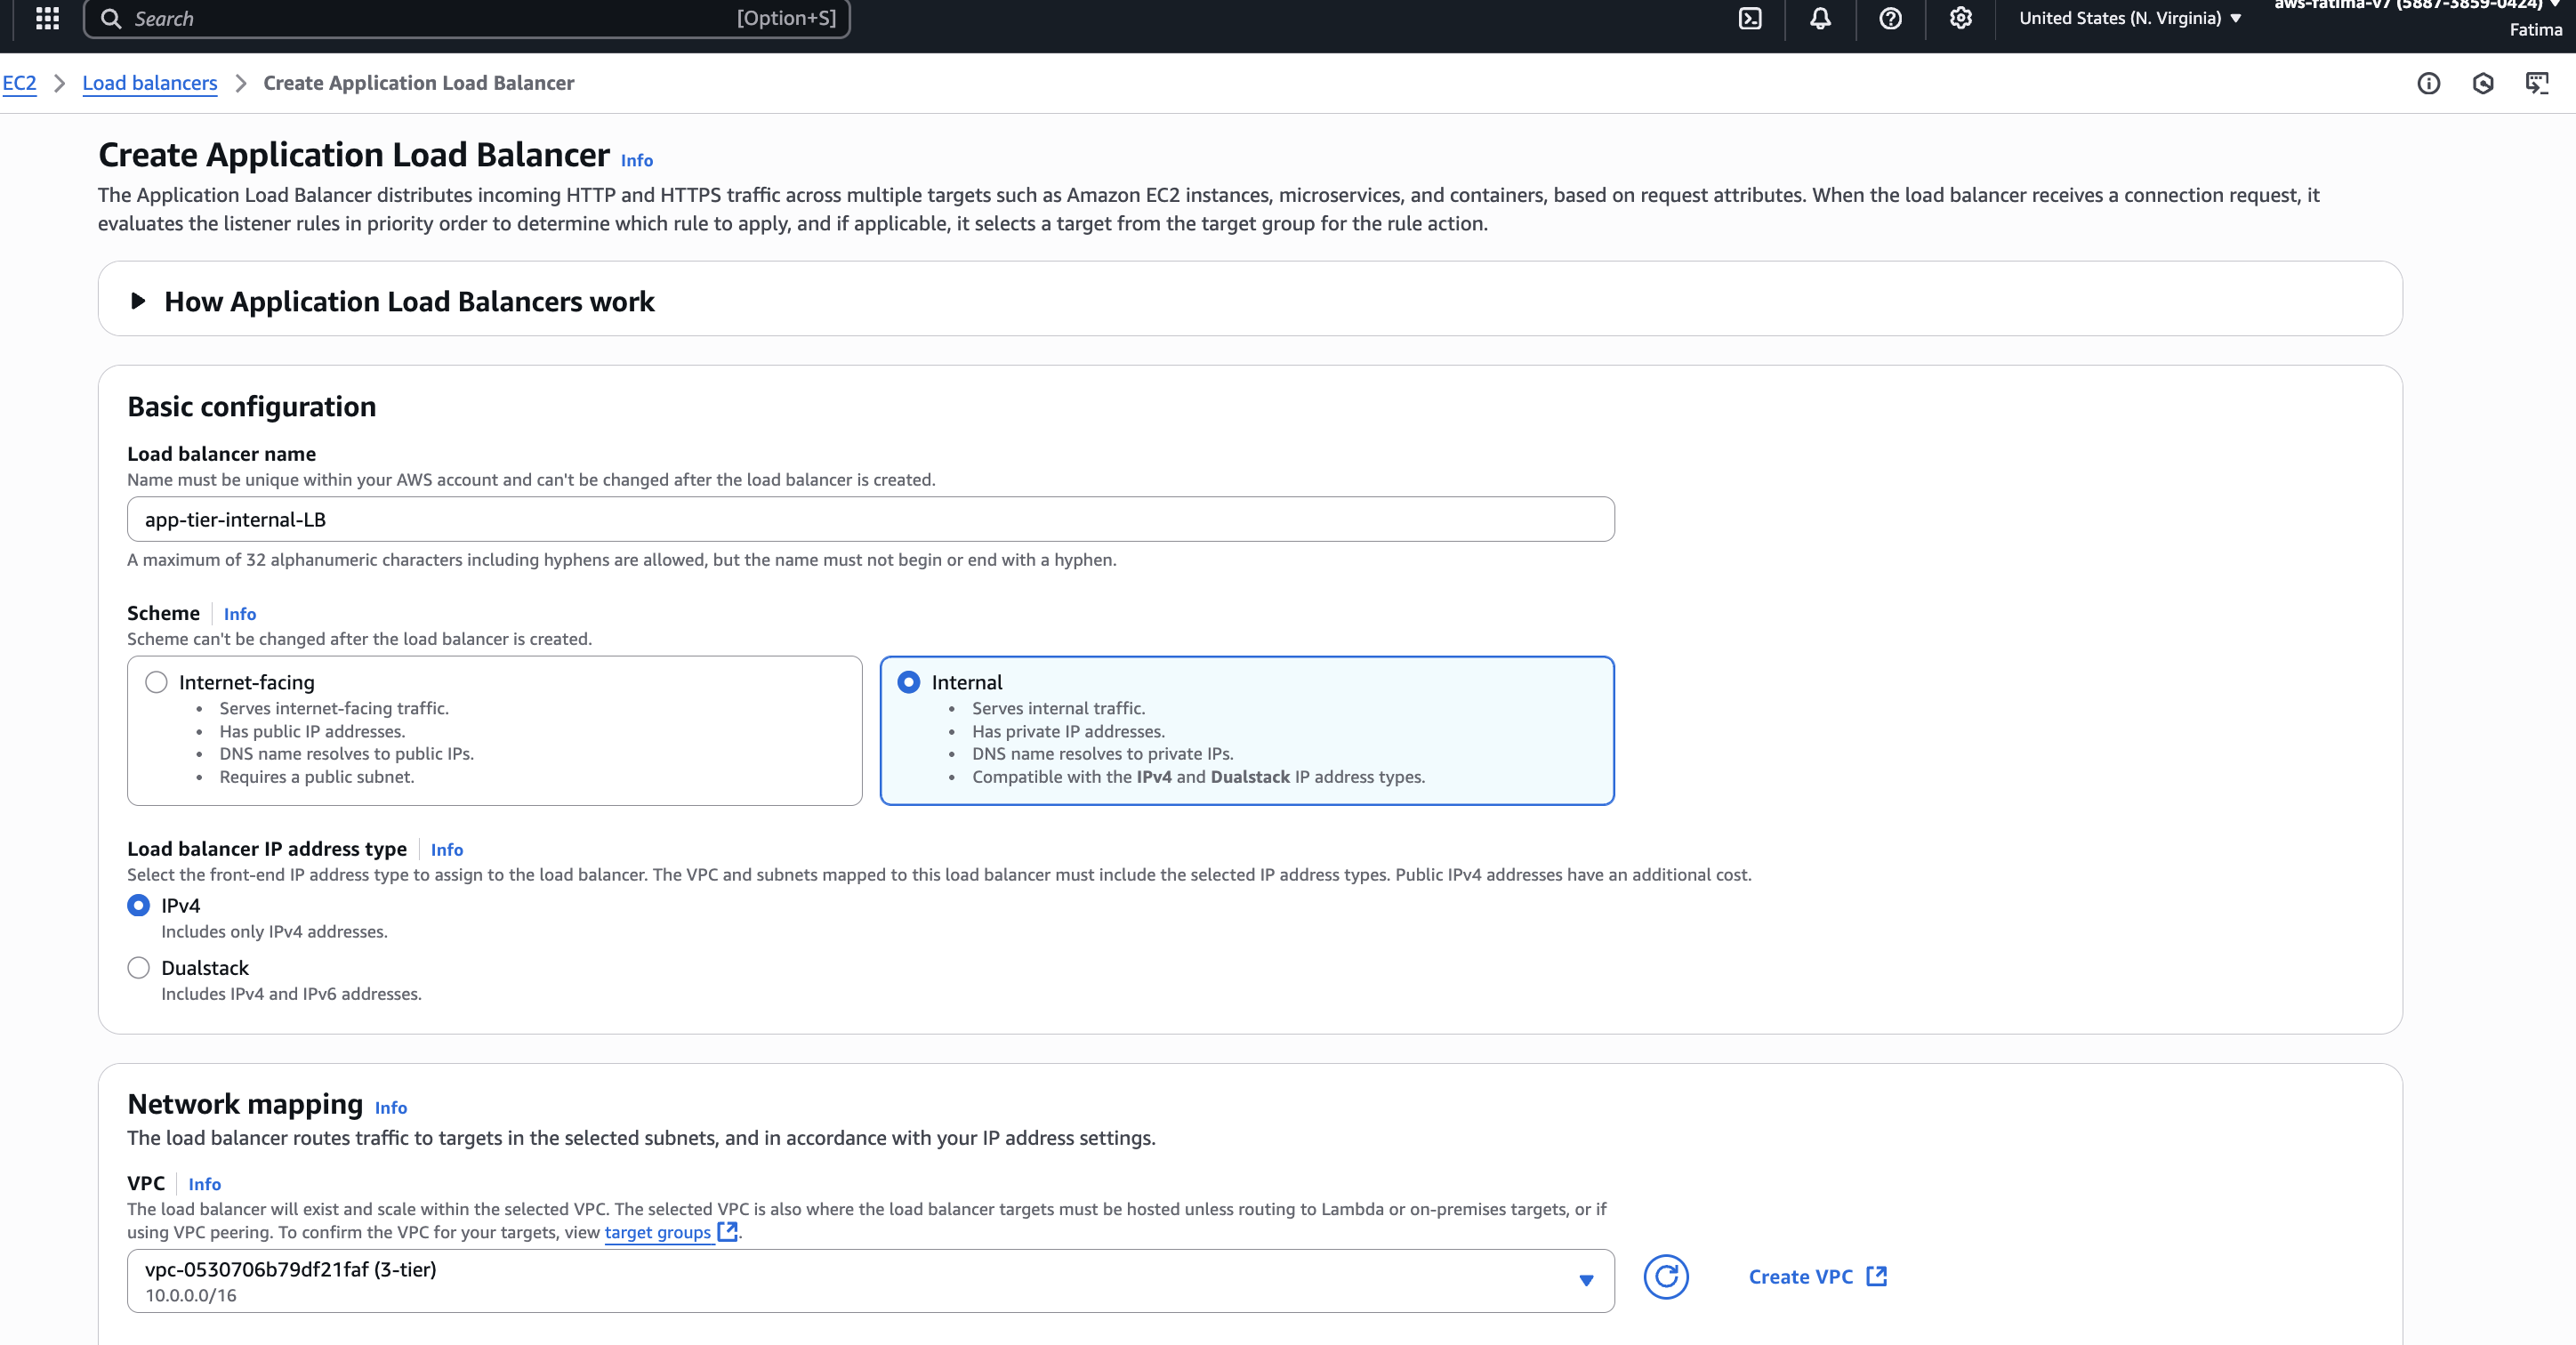 Search
[Option+S]
United States (N. Virginia)
aws-fatima-v7 (5887-3859-0424)
Fatima
EC2
Load balancers
Create Application Load Balancer
Create Application Load Balancer Info
The Application Load Balancer distributes incoming HTTP and HTTPS traffic across multiple targets such as Amazon EC2 instances, microservices, and containers, based on request attributes. When the load balancer receives a connection request, it
evaluates the listener rules in priority order to determine which rule to apply, and if applicable, it selects a target from the target group for the rule action.
How Application Load Balancers work
Basic configuration
Load balancer name
Name must be unique within your AWS account and can't be changed after the load balancer is created.
app-tier-internal-LB
A maximum of 32 alphanumeric characters including hyphens are allowed, but the name must not begin or end with a hyphen.
Scheme Info
Scheme can't be changed after the load balancer is created.
Internet-facing
• Serves internet-facing traffic.
• Has public IP addresses.
• DNS name resolves to public IPs.
• Requires a public subnet.
Internal
• Serves internal traffic.
• Has private IP addresses.
• DNS name resolves to private IPs.
• Compatible with the IPv4 and Dualstack IP address types.
Load balancer IP address type Info
Select the front-end IP address type to assign to the load balancer. The VPC and subnets mapped to this load balancer must include the selected IP address types. Public IPv4 addresses have an additional cost.
IPv4
Includes only IPv4 addresses.
Dualstack
Includes IPv4 and IPv6 addresses.
Network mapping Info
The load balancer routes traffic to targets in the selected subnets, and in accordance with your IP address settings.
VPC Info
The load balancer will exist and scale within the selected VPC. The selected VPC is also where the load balancer targets must be hosted unless routing to Lambda or on-premises targets, or if
using VPC peering. To confirm the VPC for your targets, view target groups.
vpc-0530706b79df21faf (3-tier)
10.0.0.0/16
Create VPC